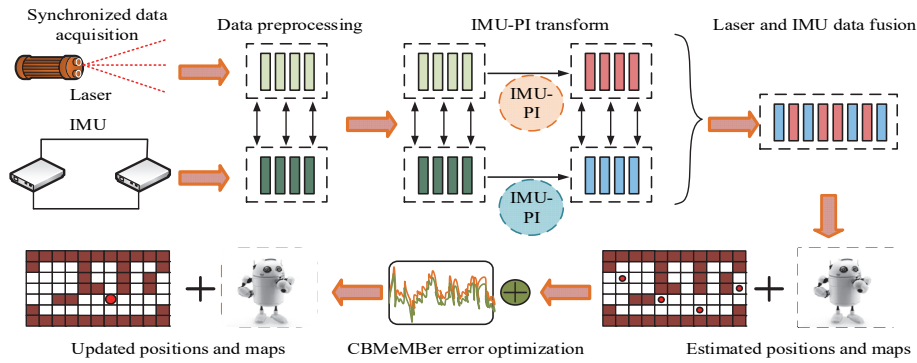 Synchronized data
acquisition
Data preprocessing
IMU-PI transform
Laser and IMU data fusion
Laser
IMU
IMU-
PI
IMU-
PI
Updated positions and maps
CBMeMBer error optimization
Estimated positions and maps